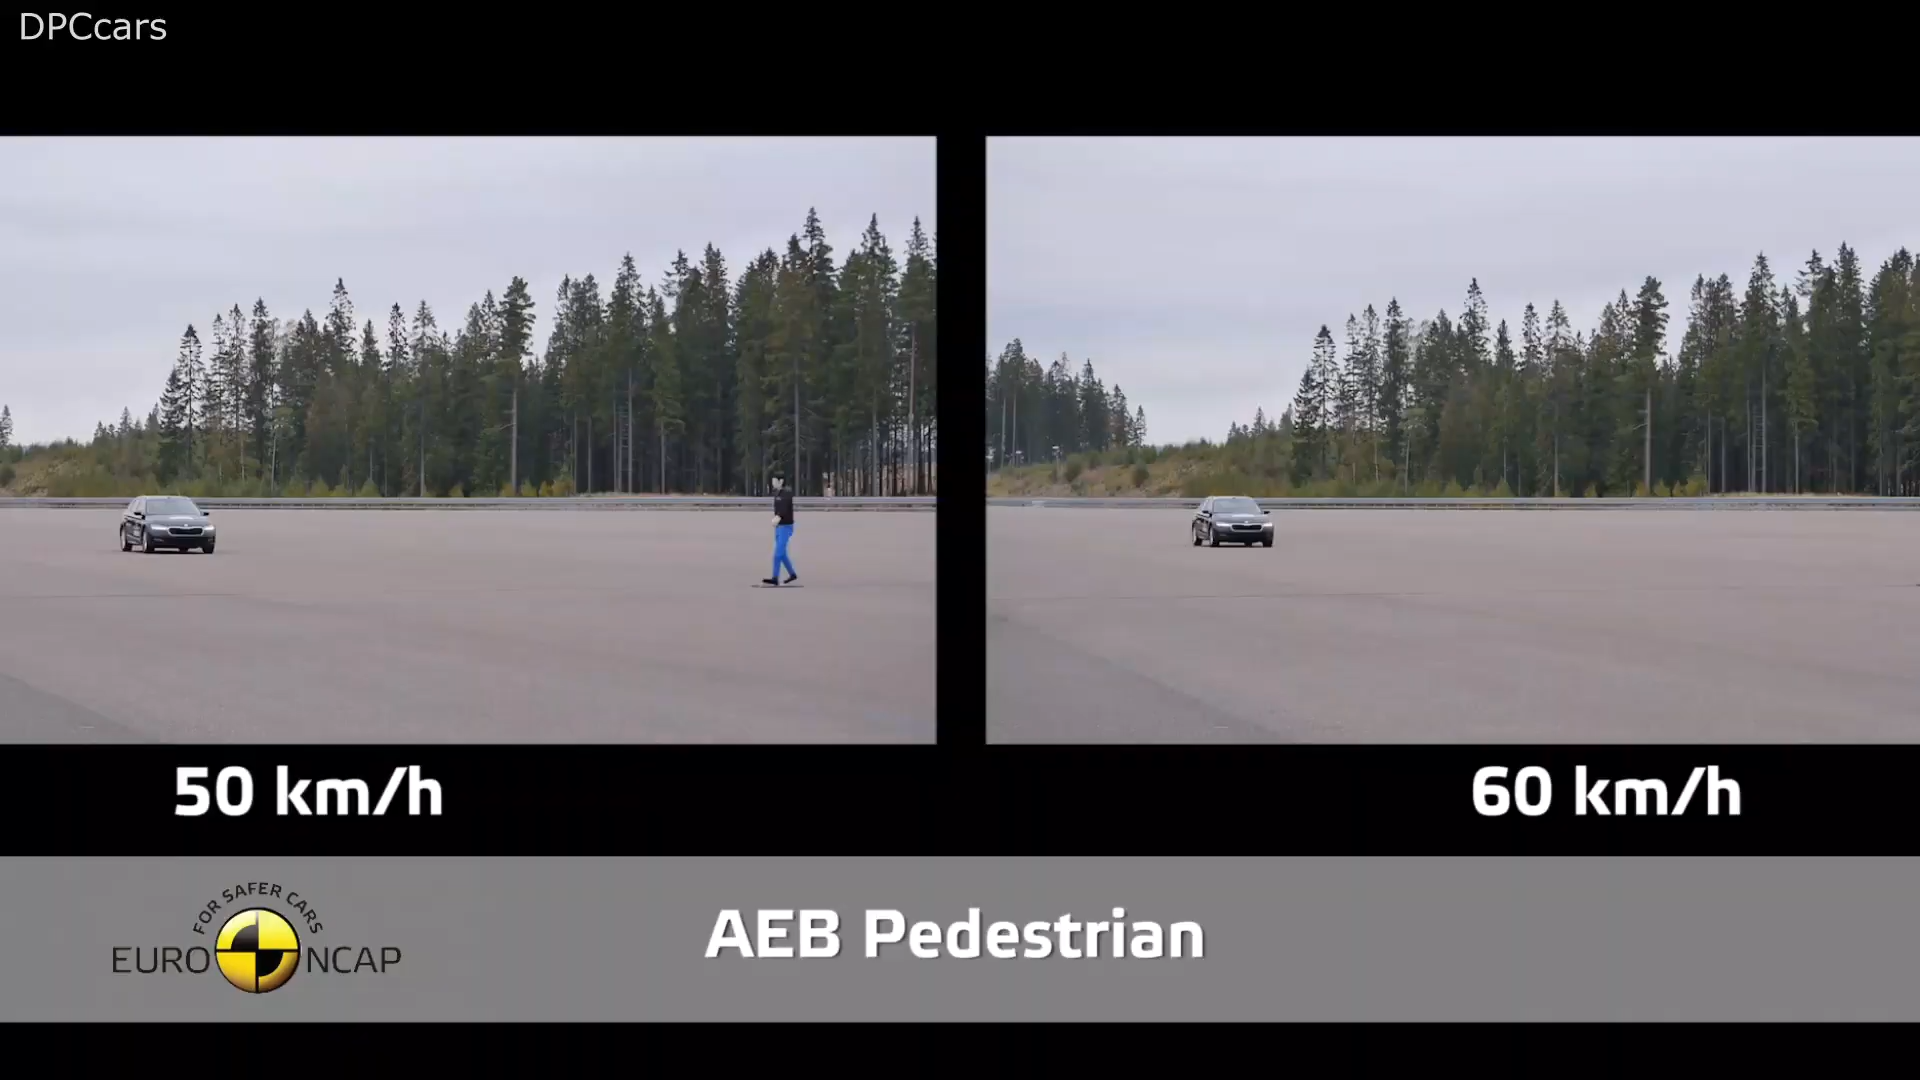 DPCcars
50 km/h
60 km/h
FOR SAFER CARS
EURO NCAP
AEB Pedestrian